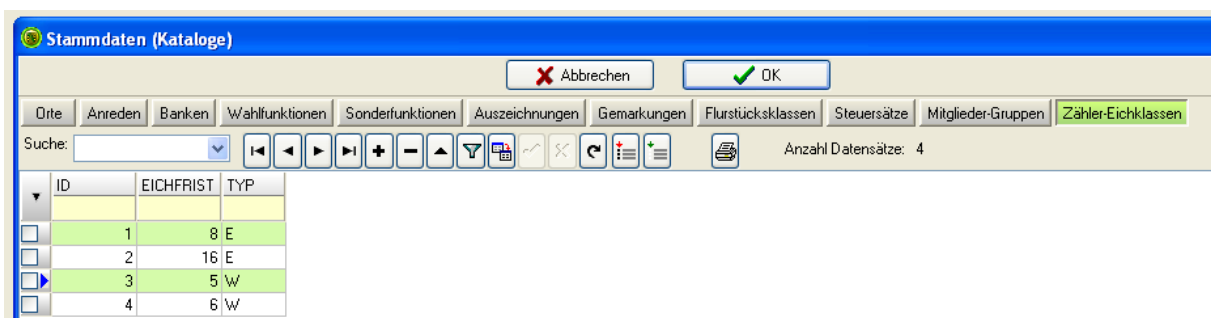 Stammdaten (Kataloge)
Abbrechen OK
Orte Anreden Banken Wahlfunktionen Sonderfunktionen Auszeichnungen Gemarkungen Flurstücksklassen Steuersätze Mitglieder-Gruppen Zähler-Eichklassen
Suche: Anzahl Datensätze: 4
ID EICHFRIST TYP
1 8 E
2 16 E
3 5 W
4 6 W